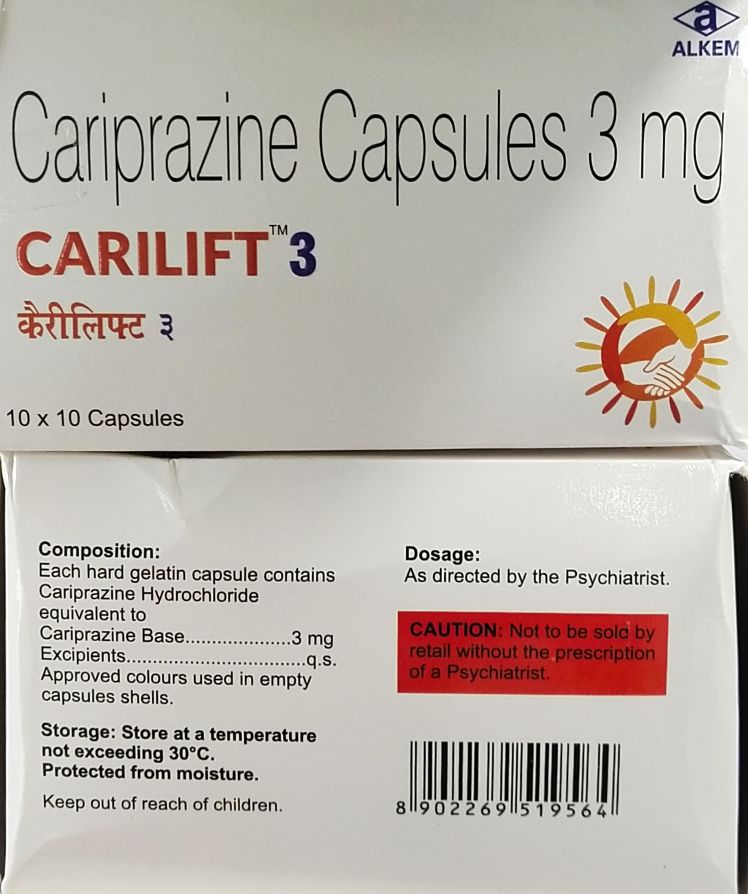 a
ALKEM
Cariprazine Capsules 3 mg
CARILIFT™3
कैरीलिफ्ट ३
10 x 10 Capsules
Composition:
Each hard gelatin capsule contains
Cariprazine Hydrochloride
equivalent to
Cariprazine Base....................3 mg
Excipients..................................q.s.
Approved colours used in empty
capsules shells.
Storage: Store at a temperature
not exceeding 30°C.
Protected from moisture.
Keep out of reach of children.
Dosage:
As directed by the Psychiatrist.
CAUTION: Not to be sold by
retail without the prescription
of a Psychiatrist.
8 902269 519564